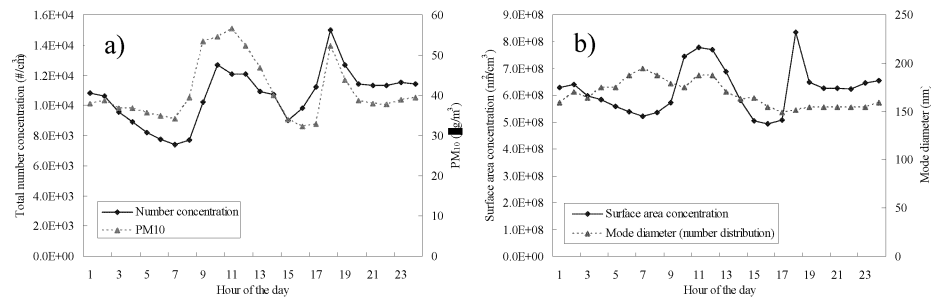 a)
Total number concentration (#/cm3)
1.6E+04
1.4E+04
1.2E+04
1.0E+04
8.0E+03
6.0E+03
4.0E+03
2.0E+03
0.0E+00
60
50
40
30
20
10
0
PM10 ( g/m3)
Number concentration
PM10
1 3 5 7 9 11 13 15 17 19 21 23
Hour of the day
b)
Surface area concentration (m2/cm3)
9.0E+08
8.0E+08
7.0E+08
6.0E+08
5.0E+08
4.0E+08
3.0E+08
2.0E+08
1.0E+08
0.0E+00
250
200
150
100
50
0
Mode diameter (nm)
Surface area concentration
Mode diameter (number distribution)
1 3 5 7 9 11 13 15 17 19 21 23
Hour of the day